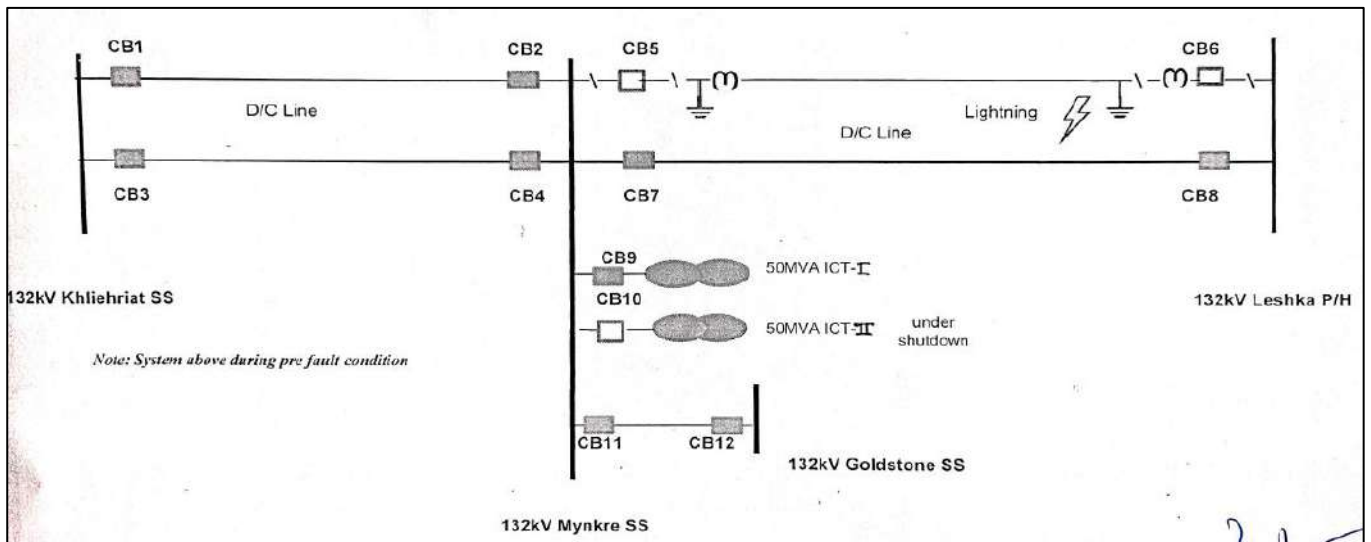 CB1
CB2
CB5
CB6
D/C Line
Lightning
D/C Line
CB3
CB4
CB7
CB8
CB9
50MVA ICT-I
132kV Khliehriat SS
CB10
132kV Leshka P/H
50MVA ICT-II
under
shutdown
Note: System above during pre fault condition
CB11
CB12
132kV Goldstone SS
132kV Mynkre SS